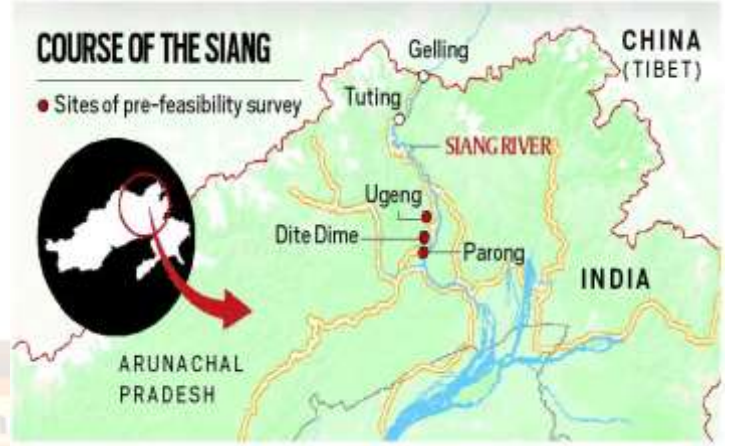 COURSE OF THE SIANG
Sites of pre-feasibility survey
Gelling
CHINA
(TIBET)
Tuting
SIANG RIVER
Ugeng
Dite Dime
Parong
INDIA
ARUNACHAL
PRADESH